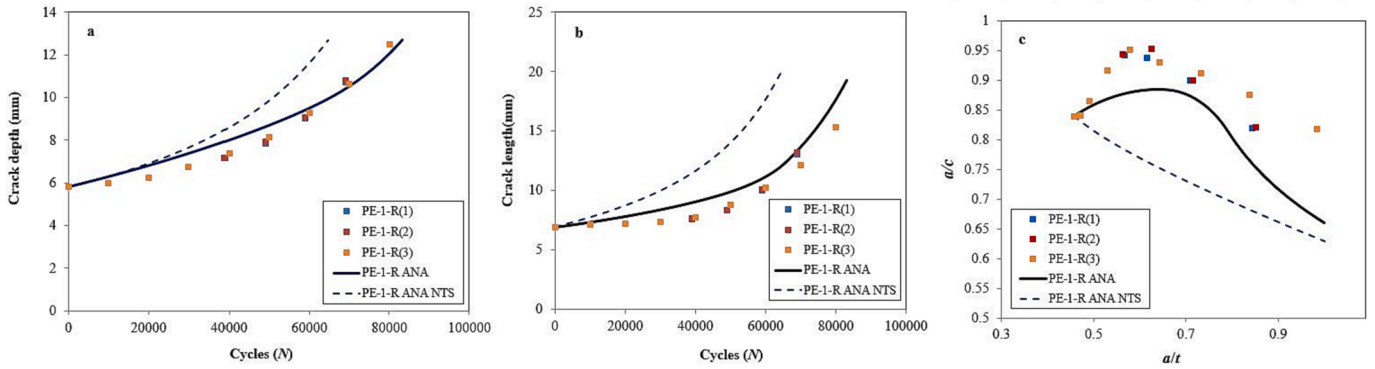 a
Crack depth (mm)
14
12
10
8
6
4
2
0
0 20000 40000 60000 80000 100000
Cycles (N)
PE-1-R(1)
PE-1-R(2)
PE-1-R(3)
PE-1-R ANA
PE-1-R ANA NTS
b
Crack length(mm)
25
20
15
10
5
0
0 20000 40000 60000 80000 100000
Cycles (N)
PE-1-R(1)
PE-1-R(2)
PE-1-R(3)
PE-1-R ANA
PE-1-R ANA NTS
c
a/c
1
0.95
0.9
0.85
0.8
0.75
0.7
0.65
0.6
0.55
0.5
0.3 0.5 0.7 0.9
a/t
PE-1-R(1)
PE-1-R(2)
PE-1-R(3)
PE-1-R ANA
PE-1-R ANA NTS